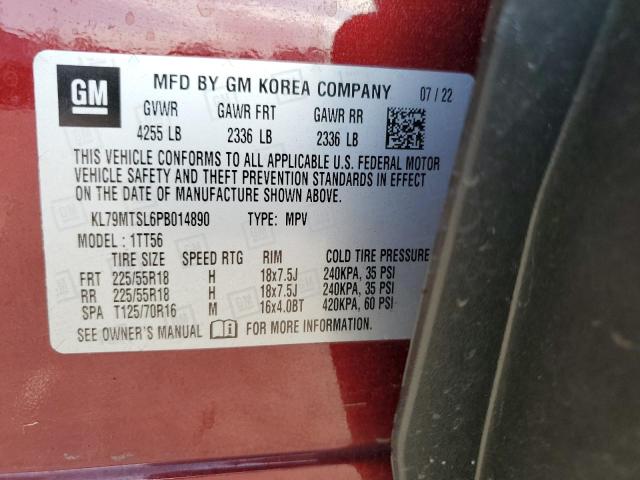 GM MFD BY GM KOREA COMPANY 07/22
GVWR GAWR FRT GAWR RR
4255 LB 2336 LB 2336 LB
THIS VEHICLE CONFORMS TO ALL APPLICABLE U.S. FEDERAL MOTOR
VEHICLE SAFETY AND THEFT PREVENTION STANDARDS IN EFFECT
ON THE DATE OF MANUFACTURE SHOWN ABOVE.
KL79MTSL6PB014890 TYPE: MPV
MODEL: 1TT56
TIRE SIZE SPEED RTG RIM COLD TIRE PRESSURE
FRT 225/55R18 H 18x7.5J 240KPA, 35 PSI
RR 225/55R18 H 18x7.5J 240KPA, 35 PSI
SPA T125/70R16 M 16x4.0BT 420KPA, 60 PSI
SEE OWNER'S MANUAL FOR MORE INFORMATION.